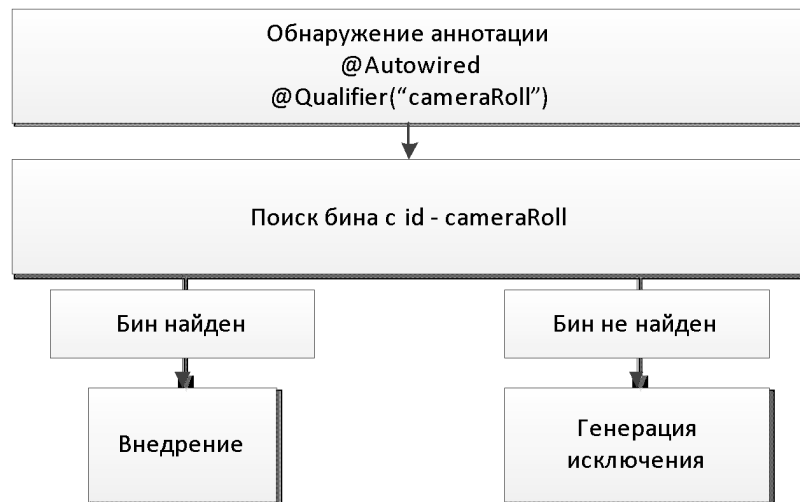 Обнаружение аннотации
@Autowired
@Qualifier(“cameraRoll”)
Поиск бина с id - cameraRoll
Бин найден
Бин не найден
Внедрение
Генерация
исключения